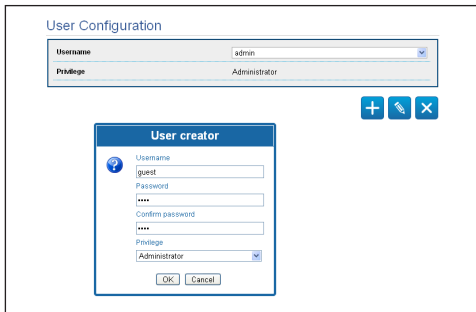 User Configuration
Username admin
Privilege Administrator
User creator
Username
guest
Password
••••
Confirm password
••••
Privilege
Administrator
OK Cancel